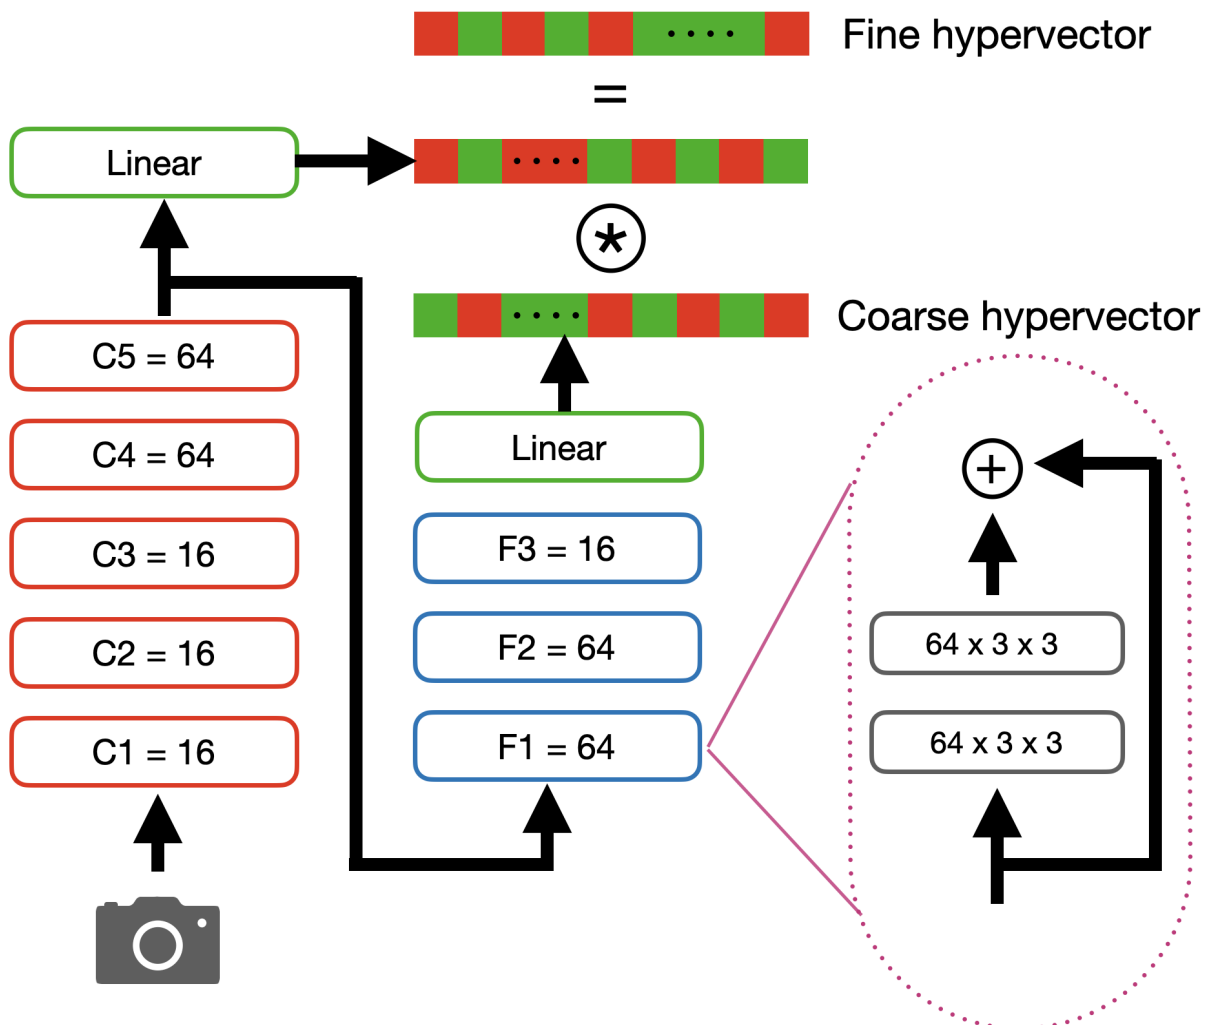 Fine hypervector
=
Linear
*
Coarse hypervector
C5 = 64
C4 = 64
C3 = 16
C2 = 16
C1 = 16
Linear
F3 = 16
F2 = 64
F1 = 64
+
64 x 3 x 3
64 x 3 x 3